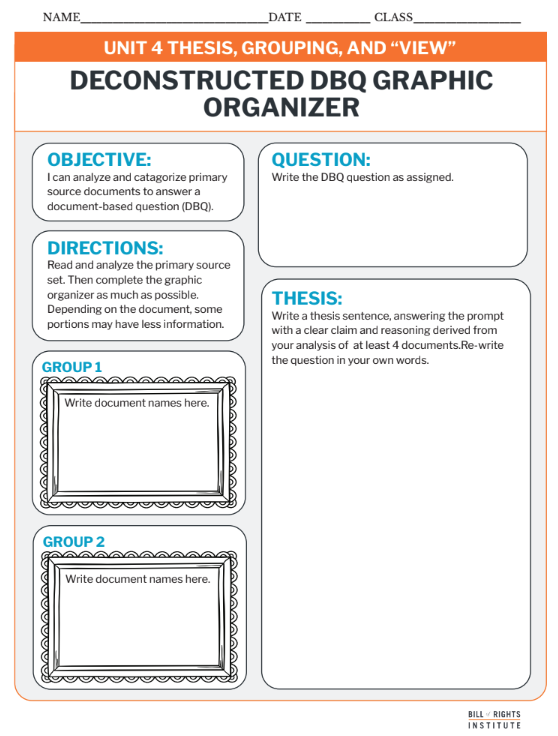 NAME__________________________DATE _________ CLASS_______________
UNIT 4 THESIS, GROUPING, AND “VIEW”
DECONSTRUCTED DBQ GRAPHIC
ORGANIZER
OBJECTIVE:
I can analyze and catagorize primary
source documents to answer a
document-based question (DBQ).
DIRECTIONS:
Read and analyze the primary source
set. Then complete the graphic
organizer as much as possible.
Depending on the document, some
portions may have less information.
GROUP 1
Write document names here.
GROUP 2
Write document names here.
QUESTION:
Write the DBQ question as assigned.
THESIS:
Write a thesis sentence, answering the prompt
with a clear claim and reasoning derived from
your analysis of at least 4 documents.Re-write
the question in your own words.
BILL of RIGHTS
INSTITUTE